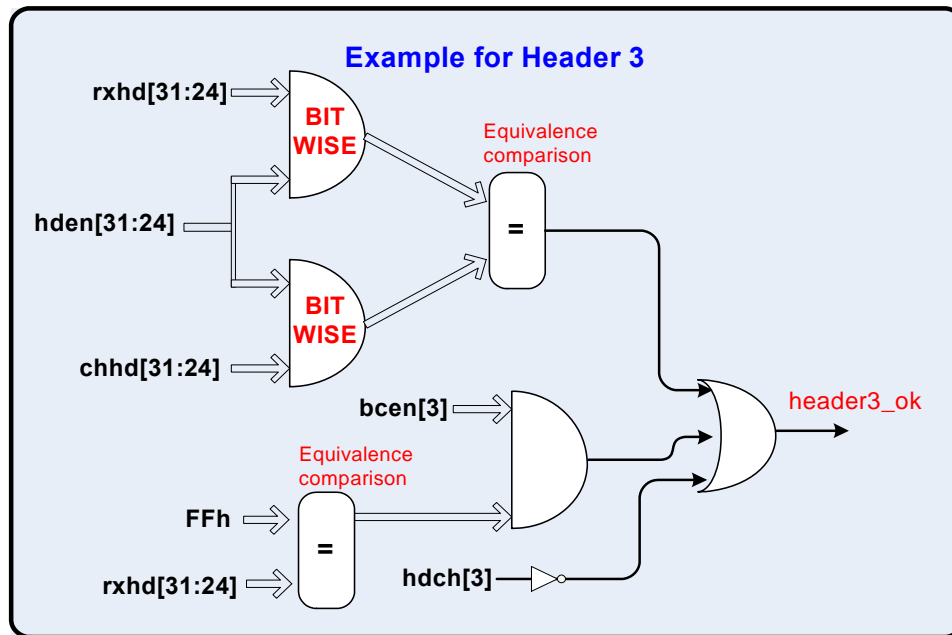 Example for Header 3
rxhd[31:24]
BIT
WISE
Equivalence
comparison
hden[31:24]
=
BIT
WISE
chhd[31:24]
bcen[3]
header3_ok
Equivalence
comparison
FFh
=
rxhd[31:24]
hdch[3]